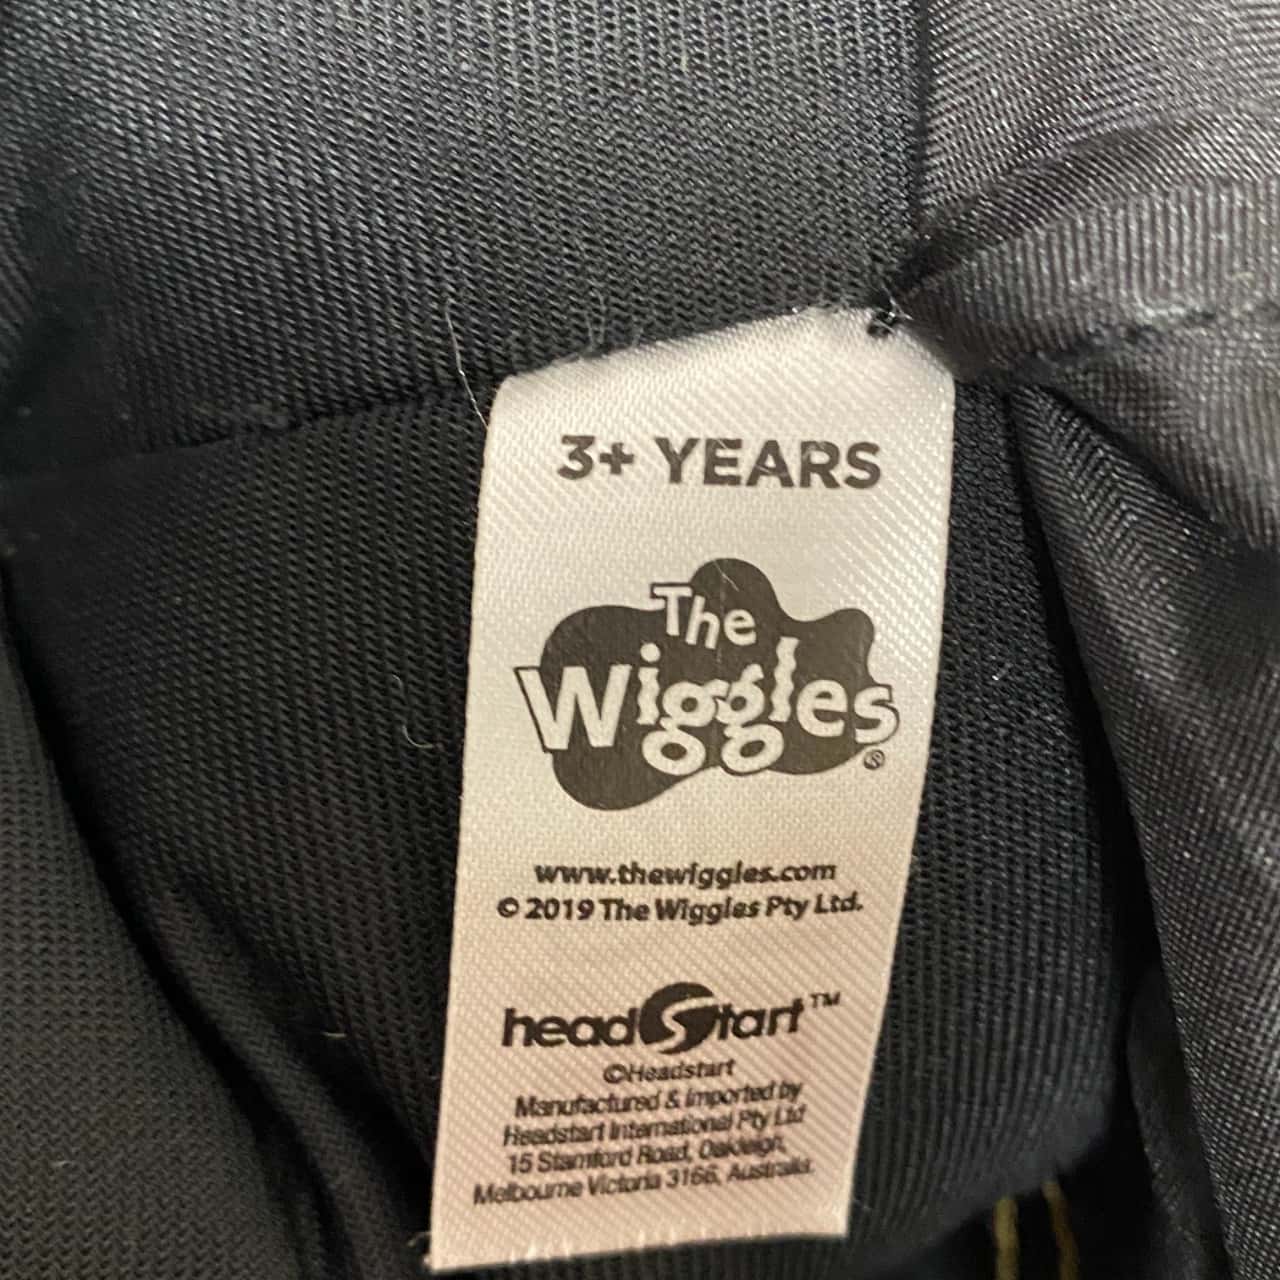 3+ YEARS
The
Wiggles
®
www.thewiggles.com
© 2019 The Wiggles Pty Ltd.
headStart™
©Headstart
Manufactured & Imported by
Headstart International Pty Ltd
15 Stamford Road, Oakleigh,
Melbourne Victoria 3166, Australia.